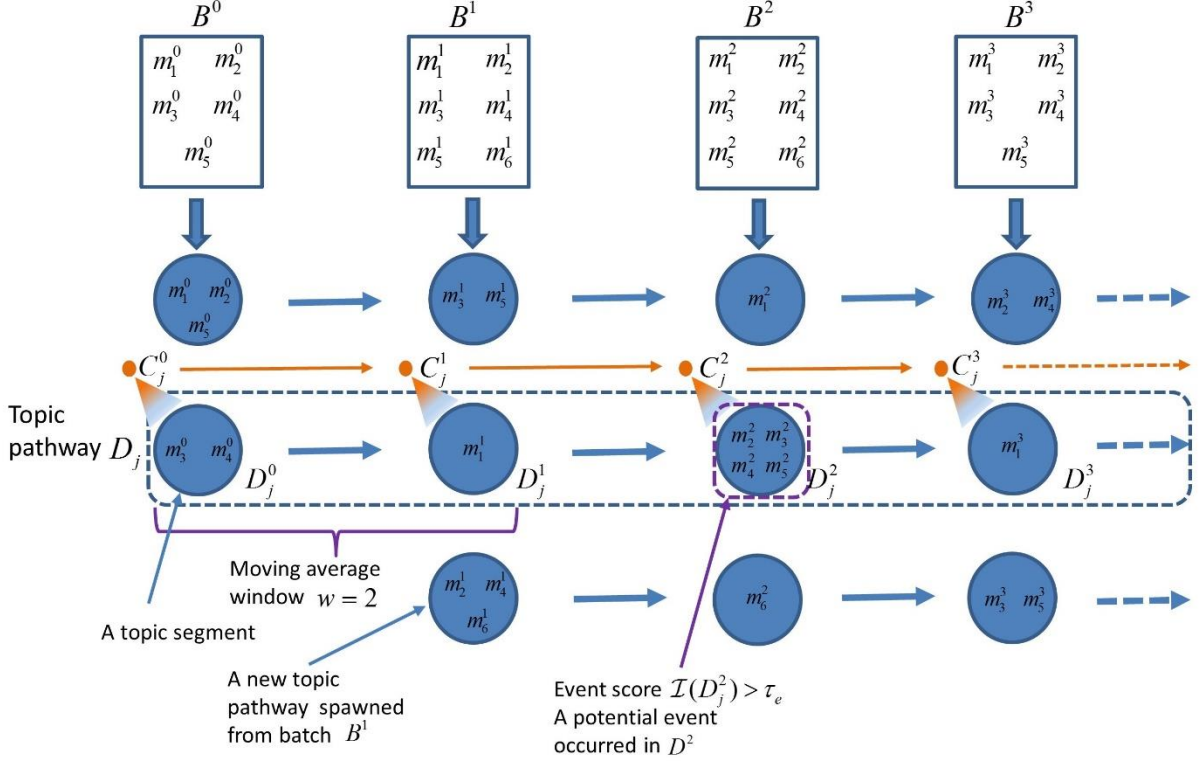 B^0 B^1 B^2 B^3
m_1^0 m_2^0 m_1^1 m_2^1 m_1^2 m_2^2 m_1^3 m_2^3
m_3^0 m_4^0 m_3^1 m_4^1 m_3^2 m_4^2 m_3^3 m_4^3
m_5^0 m_5^1 m_6^1 m_5^2 m_6^2 m_5^3
m_1^0 m_2^0 m_3^1 m_5^1 m_1^2 m_2^3 m_4^3
m_5^0
C_j^0 C_j^1 C_j^2 C_j^3
Topic
pathway D_j
m_3^0 m_4^0 m_1^1 m_2^2 m_3^2 m_1^3
m_4^2 m_5^2
D_j^0 D_j^1 D_j^2 D_j^3
Moving average
window w = 2
m_2^1 m_4^1 m_6^2 m_3^3 m_5^3
m_6^1
A topic segment
A new topic
pathway spawned
from batch B^1
Event score 𝓘(D_j^2) > τ_e
A potential event
occurred in D^2